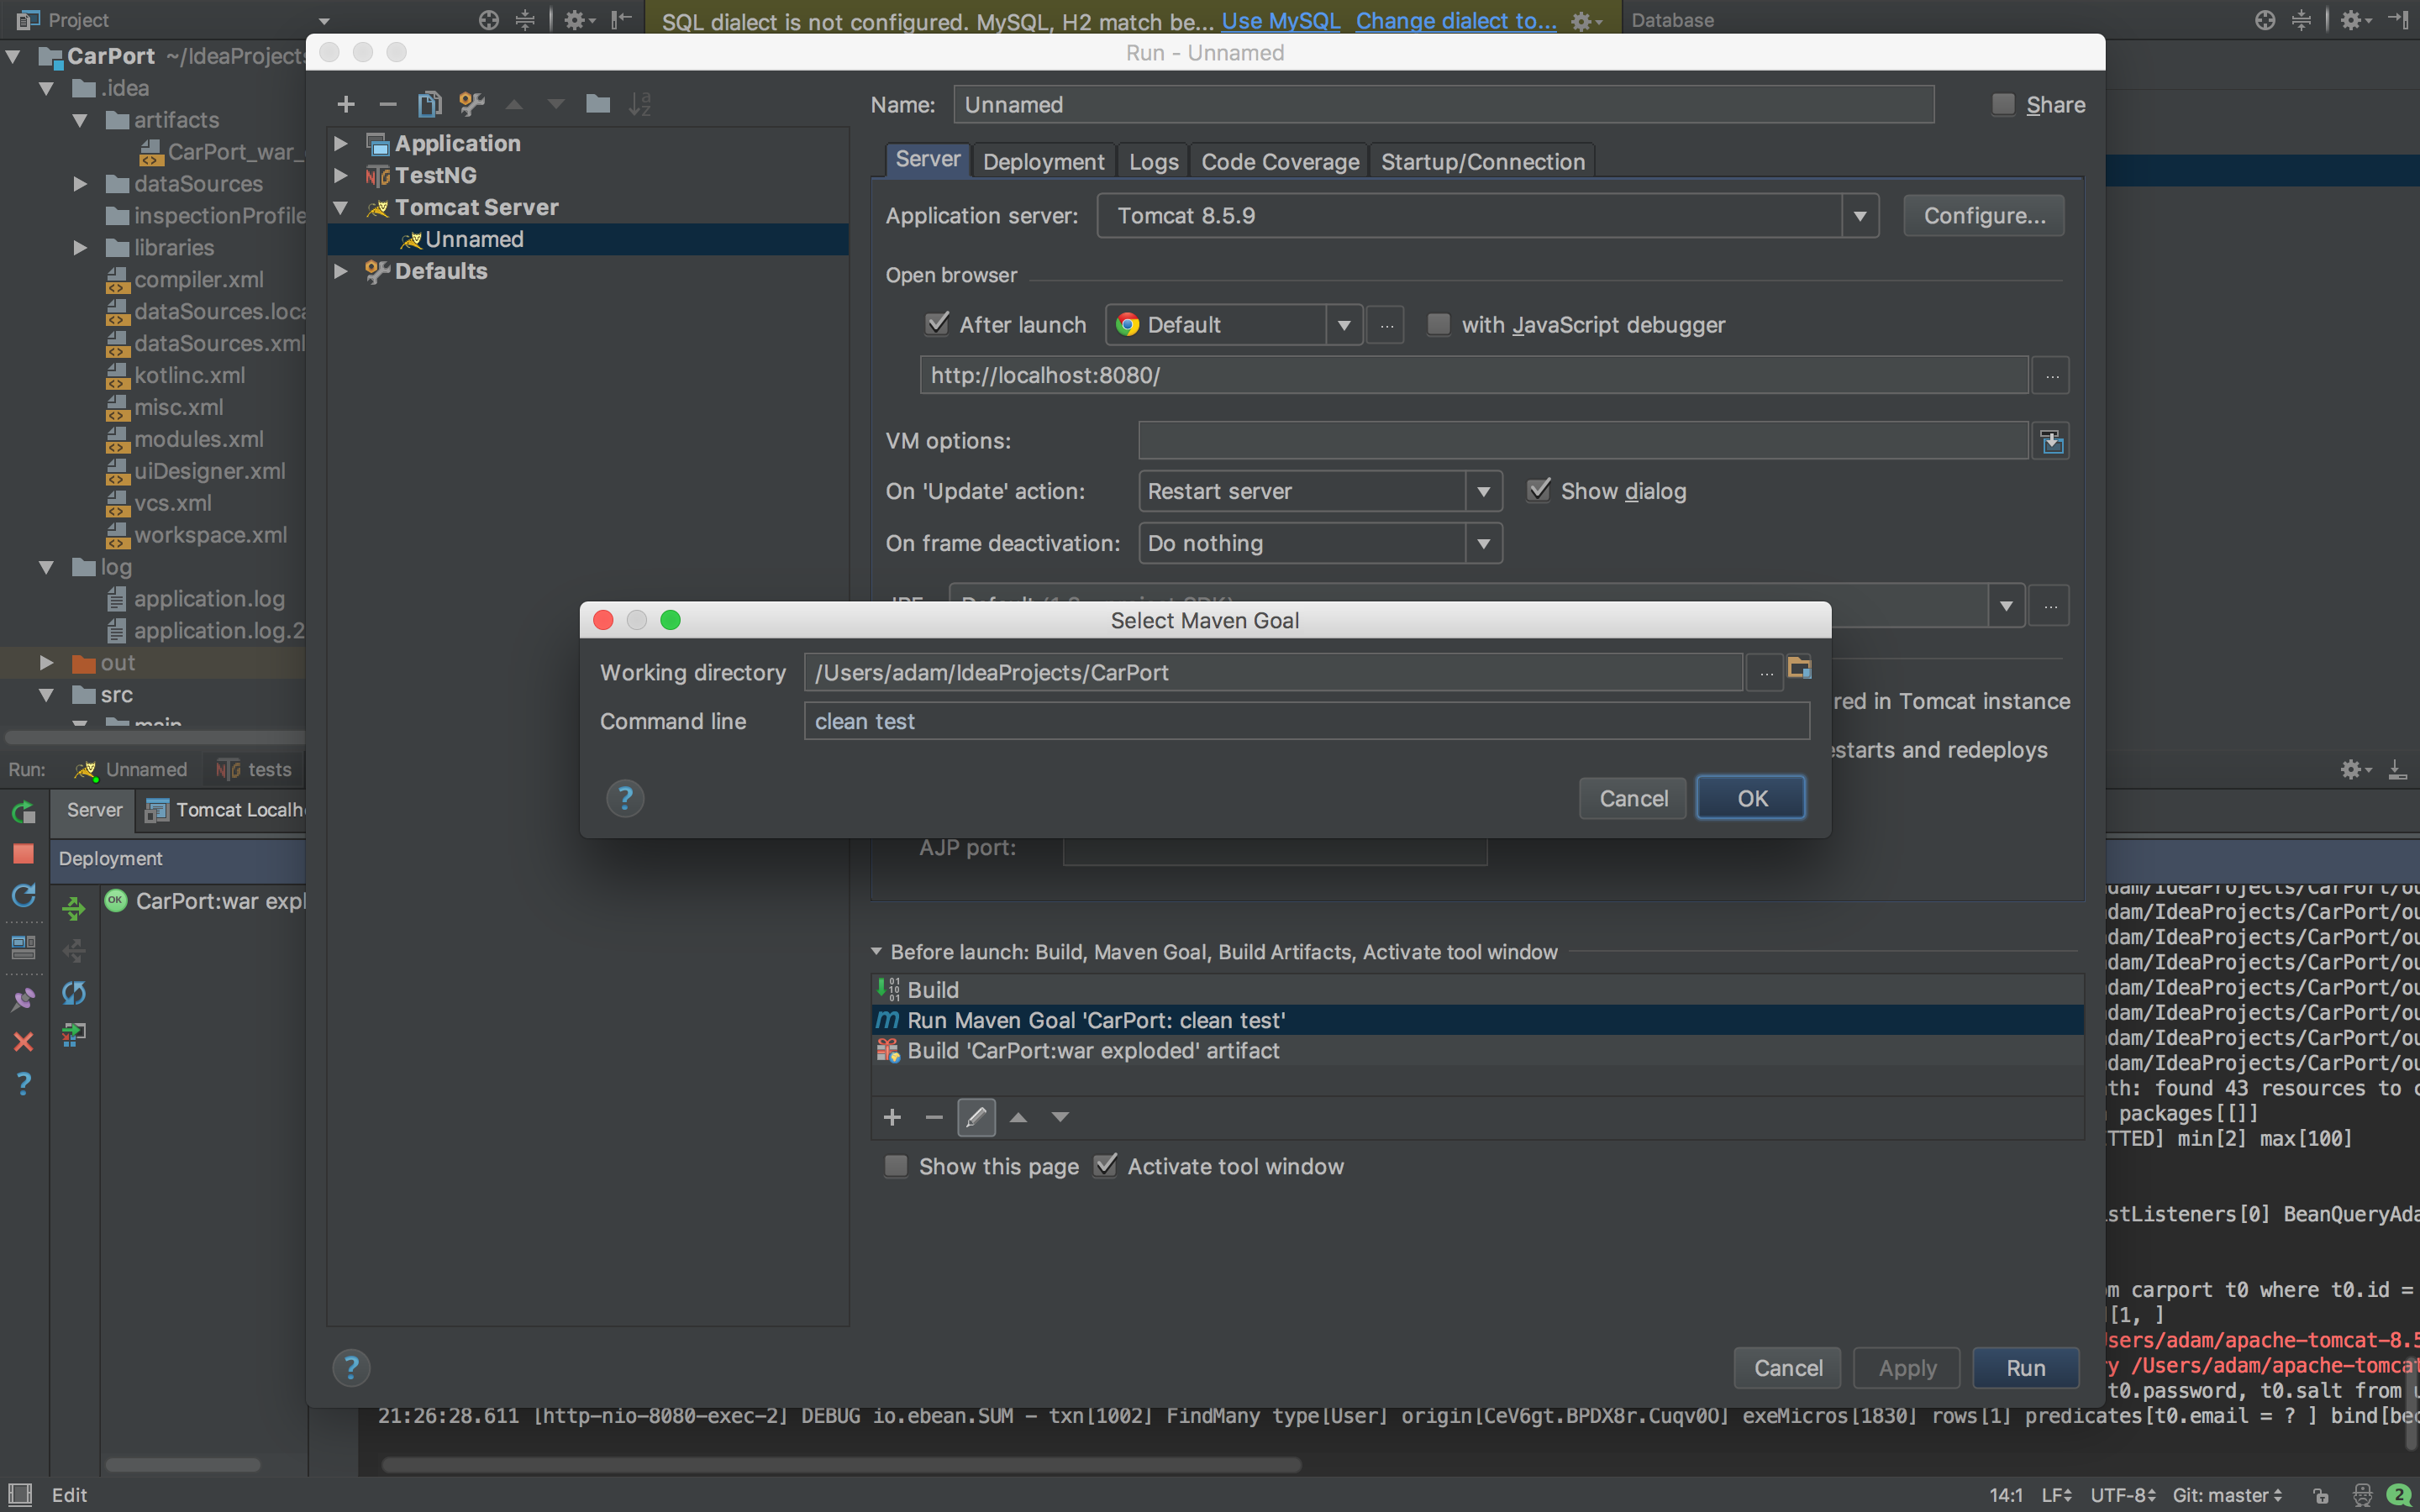 Project
SQL dialect is not configured. MySQL, H2 match be... Use MySQL Change dialect to...
Database
CarPort ~/IdeaProjects
.idea
artifacts
CarPort_war_
dataSources
inspectionProfile
libraries
compiler.xml
dataSources.loca
dataSources.xml
kotlinc.xml
misc.xml
modules.xml
uiDesigner.xml
vcs.xml
workspace.xml
log
application.log
application.log.2
out
src
main
Run - Unnamed
Application
TestNG
Tomcat Server
Unnamed
Defaults
Name: Unnamed
Share
Server Deployment Logs Code Coverage Startup/Connection
Application server: Tomcat 8.5.9 Configure...
Open browser
After launch Default ... with JavaScript debugger
http://localhost:8080/ ...
VM options:
On 'Update' action: Restart server Show dialog
On frame deactivation: Do nothing
...
red in Tomcat instance
estarts and redeploys
AJP port:
Select Maven Goal
Working directory /Users/adam/IdeaProjects/CarPort ...
Command line clean test
? Cancel OK
Before launch: Build, Maven Goal, Build Artifacts, Activate tool window
Build
Run Maven Goal 'CarPort: clean test'
Build 'CarPort:war exploded' artifact
Show this page Activate tool window
? Cancel Apply Run
Run: Unnamed tests
Server Tomcat Localh
Deployment
OK CarPort:war expl
?
dam/IdeaProjects/CarPort/ou
dam/IdeaProjects/CarPort/ou
dam/IdeaProjects/CarPort/ou
dam/IdeaProjects/CarPort/ou
dam/IdeaProjects/CarPort/ou
dam/IdeaProjects/CarPort/ou
dam/IdeaProjects/CarPort/ou
dam/IdeaProjects/CarPort/ou
th: found 43 resources to c
packages[[]]
TTED] min[2] max[100]
stListeners[0] BeanQueryAda
m carport t0 where t0.id =
[1, ]
sers/adam/apache-tomcat-8.5
y /Users/adam/apache-tomcat
t0.password, t0.salt from u
21:26:28.611 [http-nio-8080-exec-2] DEBUG io.ebean.SUM - txn[1002] FindMany type[User] origin[CeV6gt.BPDX8r.Cuqv0O] exeMicros[1830] rows[1] predicates[t0.email = ? ] bind[bec
Edit
14:1 LF UTF-8 Git: master 2